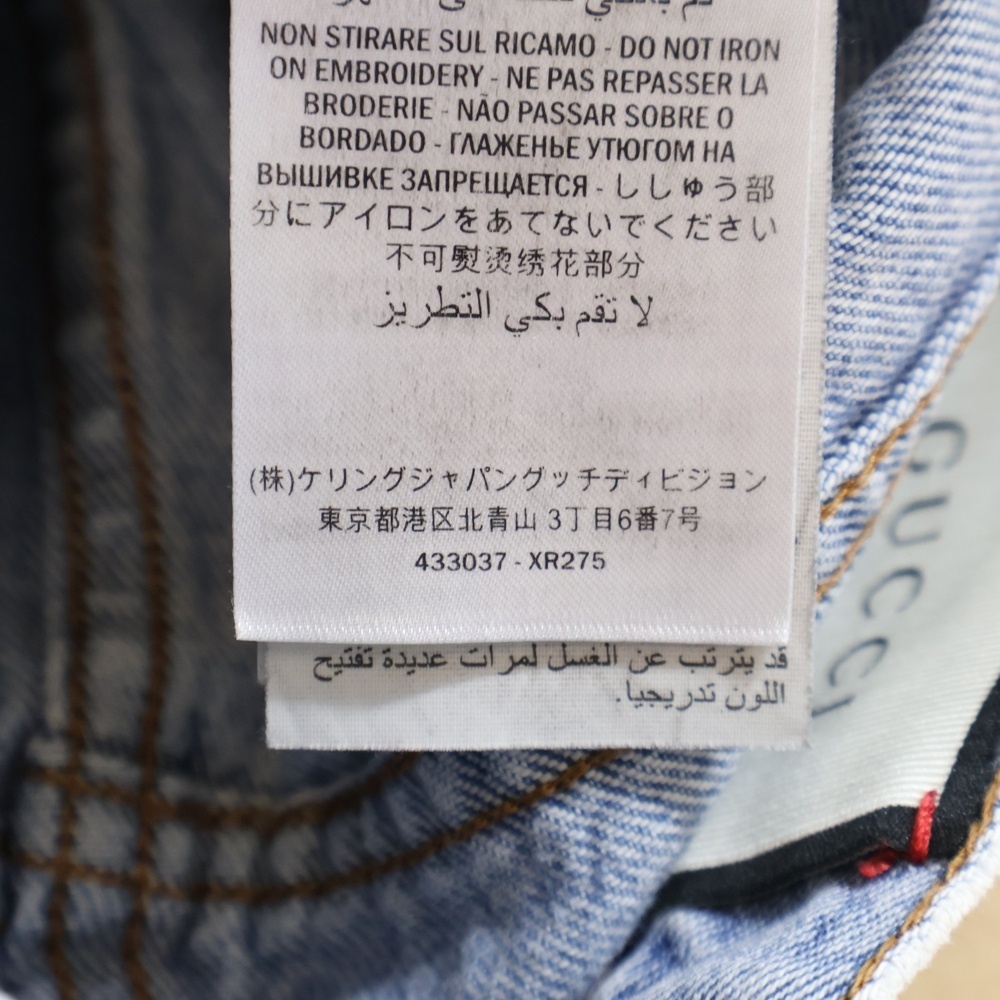 NON STIRARE SUL RICAMO - DO NOT IRON
ON EMBROIDERY - NE PAS REPASSER LA
BRODERIE - NÃO PASSAR SOBRE O
BORDADO - ГЛАЖЕНЬЕ УТЮГОМ НА
ВЫШИВКЕ ЗАПРЕЩАЕТСЯ - ししゅう部
分にアイロンをあてないでください
不可熨烫绣花部分
لا تقم بكي التطريز
(株)ケリングジャパングッチディビジョン
東京都港区北青山 3丁目6番7号
433037 - XR275
قد يترتب عن الغسل لمرات عديدة تفتيح
اللون تدريجيا.
GUCCI